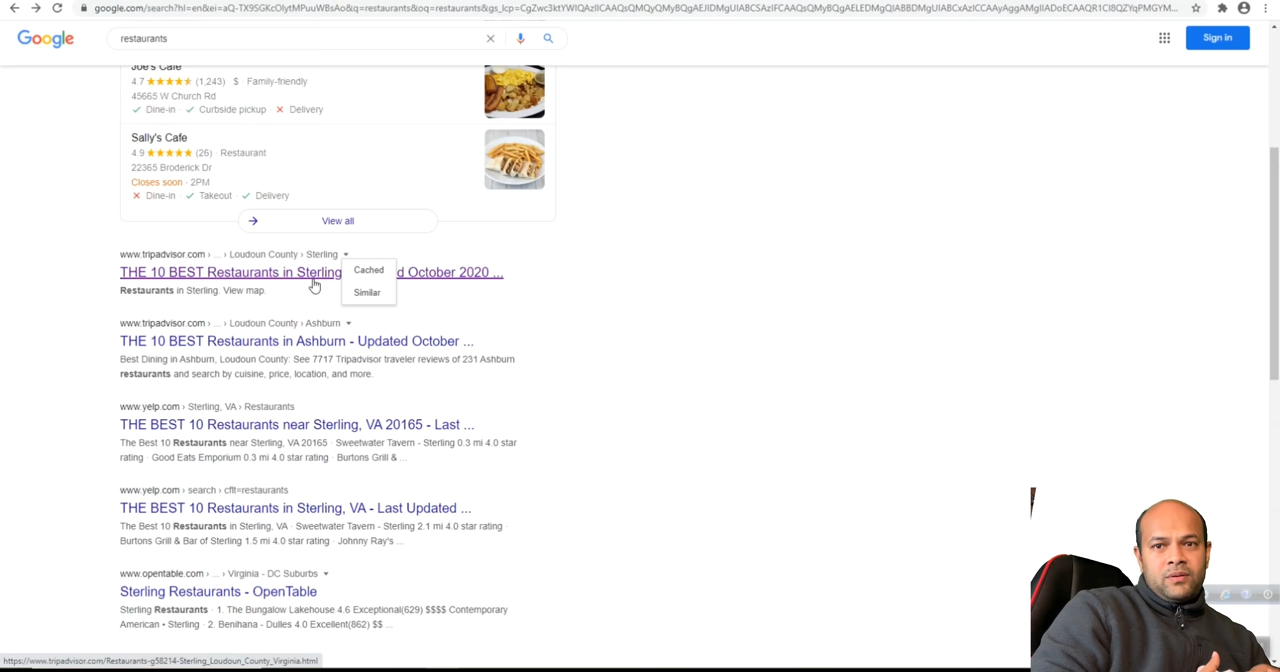 google.com/search?hl=en&ei=aQ-TX9SGKcOIytMPuuWBsAo&q=restaurants&oq=restaurants&gs_lcp=
Google
restaurants
Sign in
Joe's Cafe
4.7 (1,243) $ · Family-friendly
45665 W Church Rd
Dine-in · Curbside pickup · Delivery
Sally's Cafe
4.9 (26) · Restaurant
22365 Broderick Dr
Closes soon · 2PM
Dine-in · Takeout · Delivery
View all
www.tripadvisor.com › ... › Loudoun County › Sterling
THE 10 BEST Restaurants in Sterling d October 2020 ...
Cached
Similar
Restaurants in Sterling. View map.
www.tripadvisor.com › ... › Loudoun County › Ashburn
THE 10 BEST Restaurants in Ashburn - Updated October ...
Best Dining in Ashburn, Loudoun County: See 7717 Tripadvisor traveler reviews of 231 Ashburn
restaurants and search by cuisine, price, location, and more.
www.yelp.com › Sterling, VA › Restaurants
THE BEST 10 Restaurants near Sterling, VA 20165 - Last ...
The Best 10 Restaurants near Sterling, VA 20165 · Sweetwater Tavern - Sterling 0.3 mi 4.0 star
rating · Good Eats Emporium 0.3 mi 4.0 star rating · Burtons Grill & ...
www.yelp.com › search › cflt=restaurants
THE BEST 10 Restaurants in Sterling, VA - Last Updated ...
The Best 10 Restaurants in Sterling, VA · Sweetwater Tavern - Sterling 2.1 mi 4.0 star rating ·
Burtons Grill & Bar of Sterling 1.5 mi 4.0 star rating · Johnny Ray's ...
www.opentable.com › ... › Virginia - DC Suburbs
Sterling Restaurants - OpenTable
Sterling Restaurants · 1. The Bungalow Lakehouse 4.6 Exceptional(629) $$$$ Contemporary
American • Sterling · 2. Benihana - Dulles 4.0 Excellent(862) $$ ...
https://www.tripadvisor.com/Restaurants-g58214-Sterling_Loudoun_County_Virginia.html